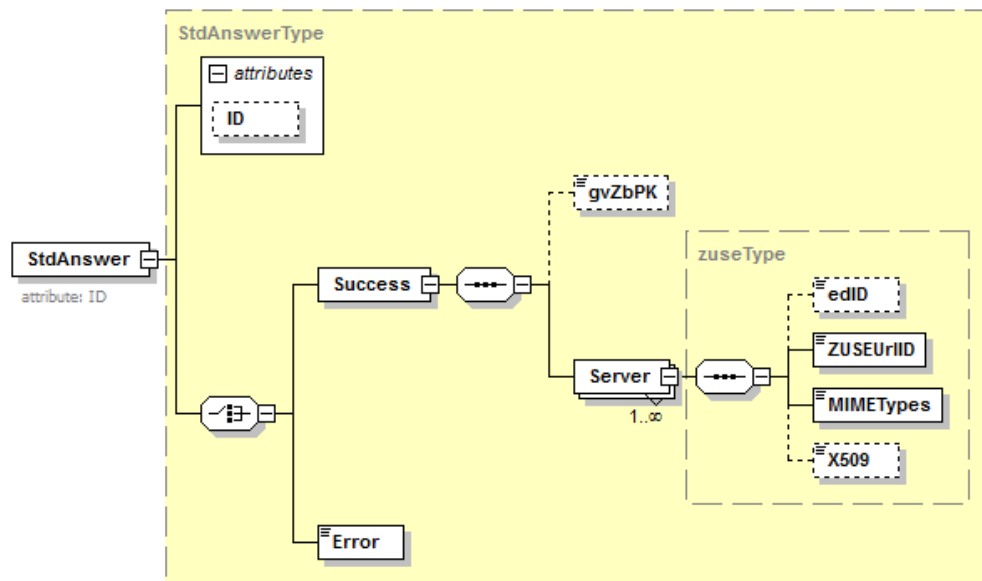 StdAnswerType
attributes
ID
gvZbPK
zuseType
StdAnswer
attribute: ID
Success
edID
ZUSEUrlID
Server
1..∞
MIMETypes
X509
Error